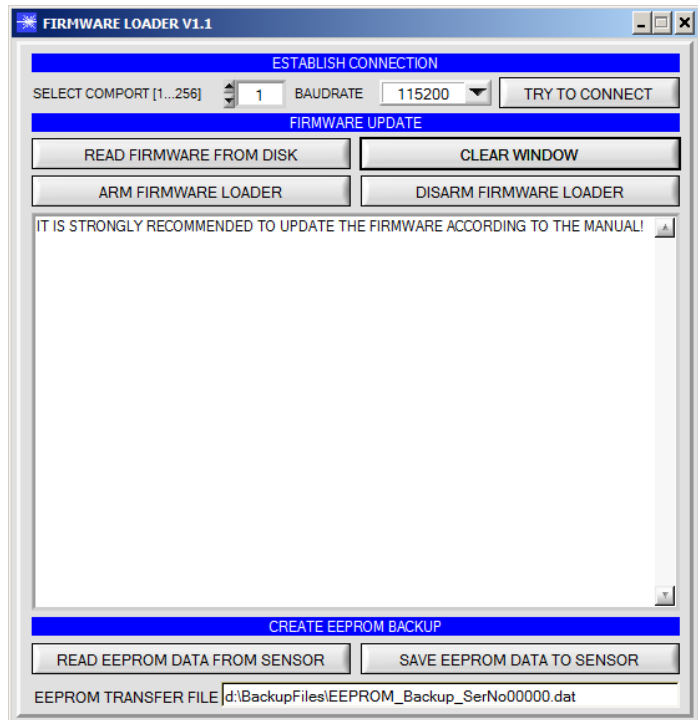 FIRMWARE LOADER V1.1
ESTABLISH CONNECTION
SELECT COMPORT [1...256] 1 BAUDRATE 115200 TRY TO CONNECT
FIRMWARE UPDATE
READ FIRMWARE FROM DISK CLEAR WINDOW
ARM FIRMWARE LOADER DISARM FIRMWARE LOADER
IT IS STRONGLY RECOMMENDED TO UPDATE THE FIRMWARE ACCORDING TO THE MANUAL!
CREATE EEPROM BACKUP
READ EEPROM DATA FROM SENSOR SAVE EEPROM DATA TO SENSOR
EEPROM TRANSFER FILE d:\BackupFiles\EEPROM_Backup_SerNo00000.dat